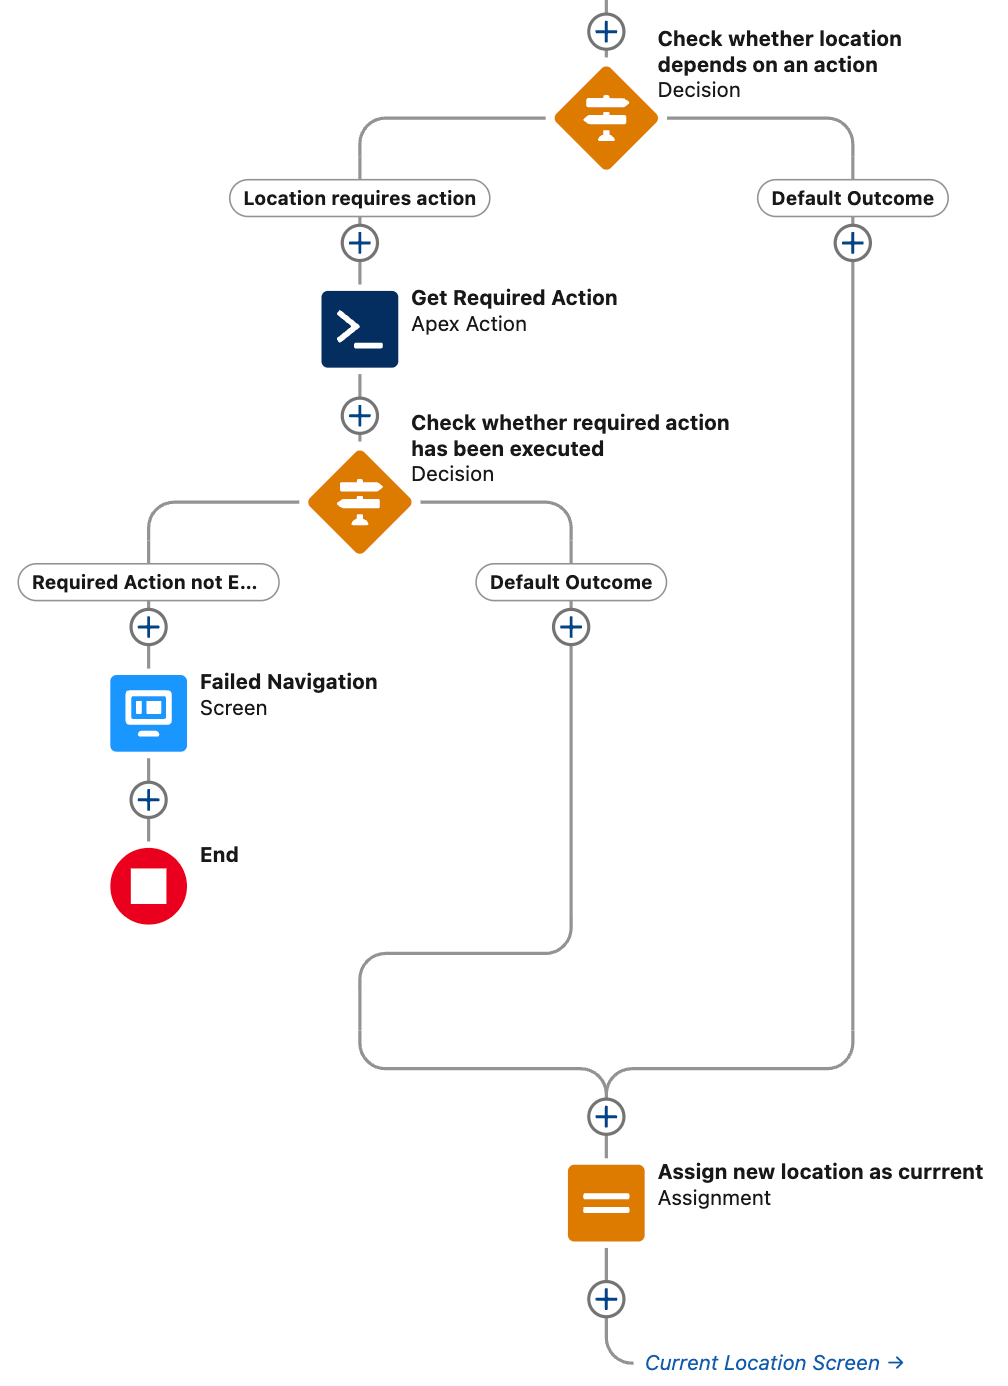 Check whether location
depends on an action
Decision
Location requires action
Default Outcome
Get Required Action
Apex Action
Check whether required action
has been executed
Decision
Required Action not E...
Default Outcome
Failed Navigation
Screen
End
Assign new location as currrent
Assignment
Current Location Screen →